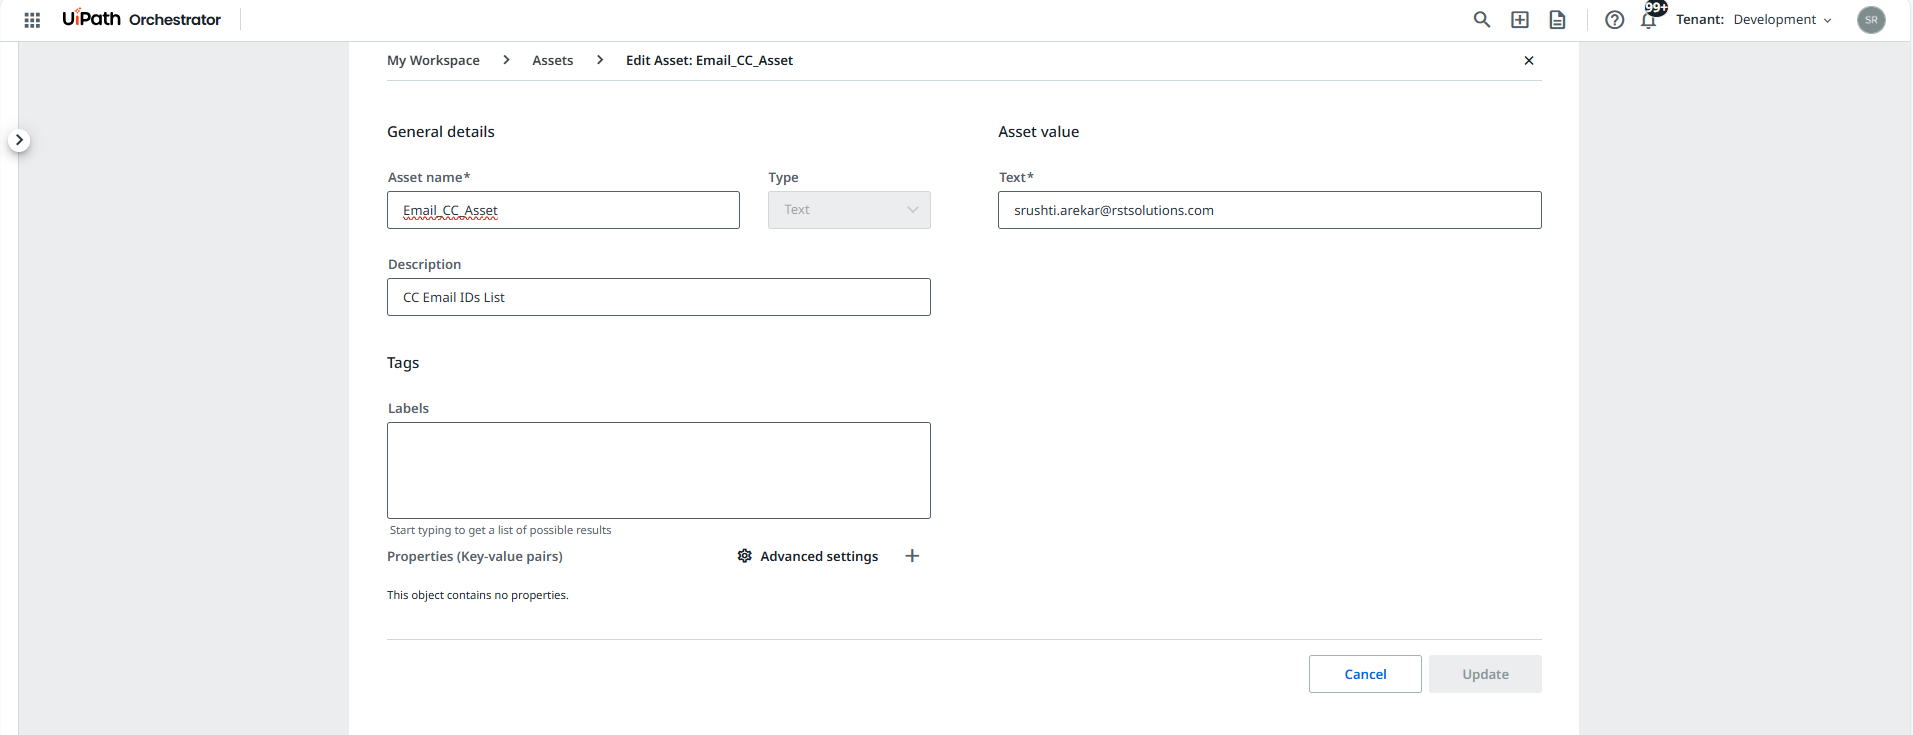 UiPath Orchestrator
99+
Tenant: Development
SR
My Workspace > Assets > Edit Asset: Email_CC_Asset
General details
Asset value
Asset name*
Type
Text*
Email_CC_Asset
Text
srushti.arekar@rstsolutions.com
Description
CC Email IDs List
Tags
Labels
Start typing to get a list of possible results
Properties (Key-value pairs)
Advanced settings
This object contains no properties.
Cancel
Update